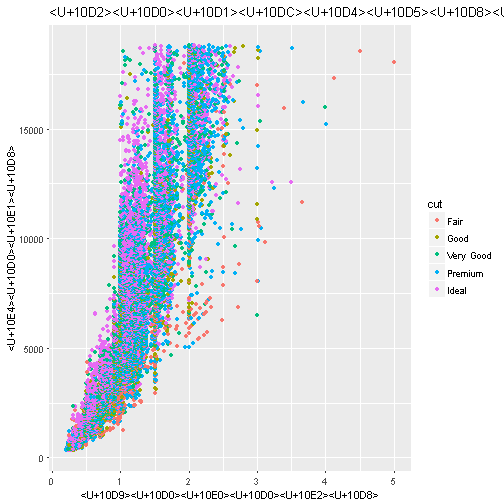 <U+10D2><U+10D0><U+10D1><U+10DC><U+10D4><U+10D5><U+10D8><U
<U+10E4><U+10D0><U+10E1><U+10D8>
15000
10000
5000
0
0 1 2 3 4 5
<U+10D9><U+10D0><U+10E0><U+10D0><U+10E2><U+10D8>
cut
Fair
Good
Very Good
Premium
Ideal